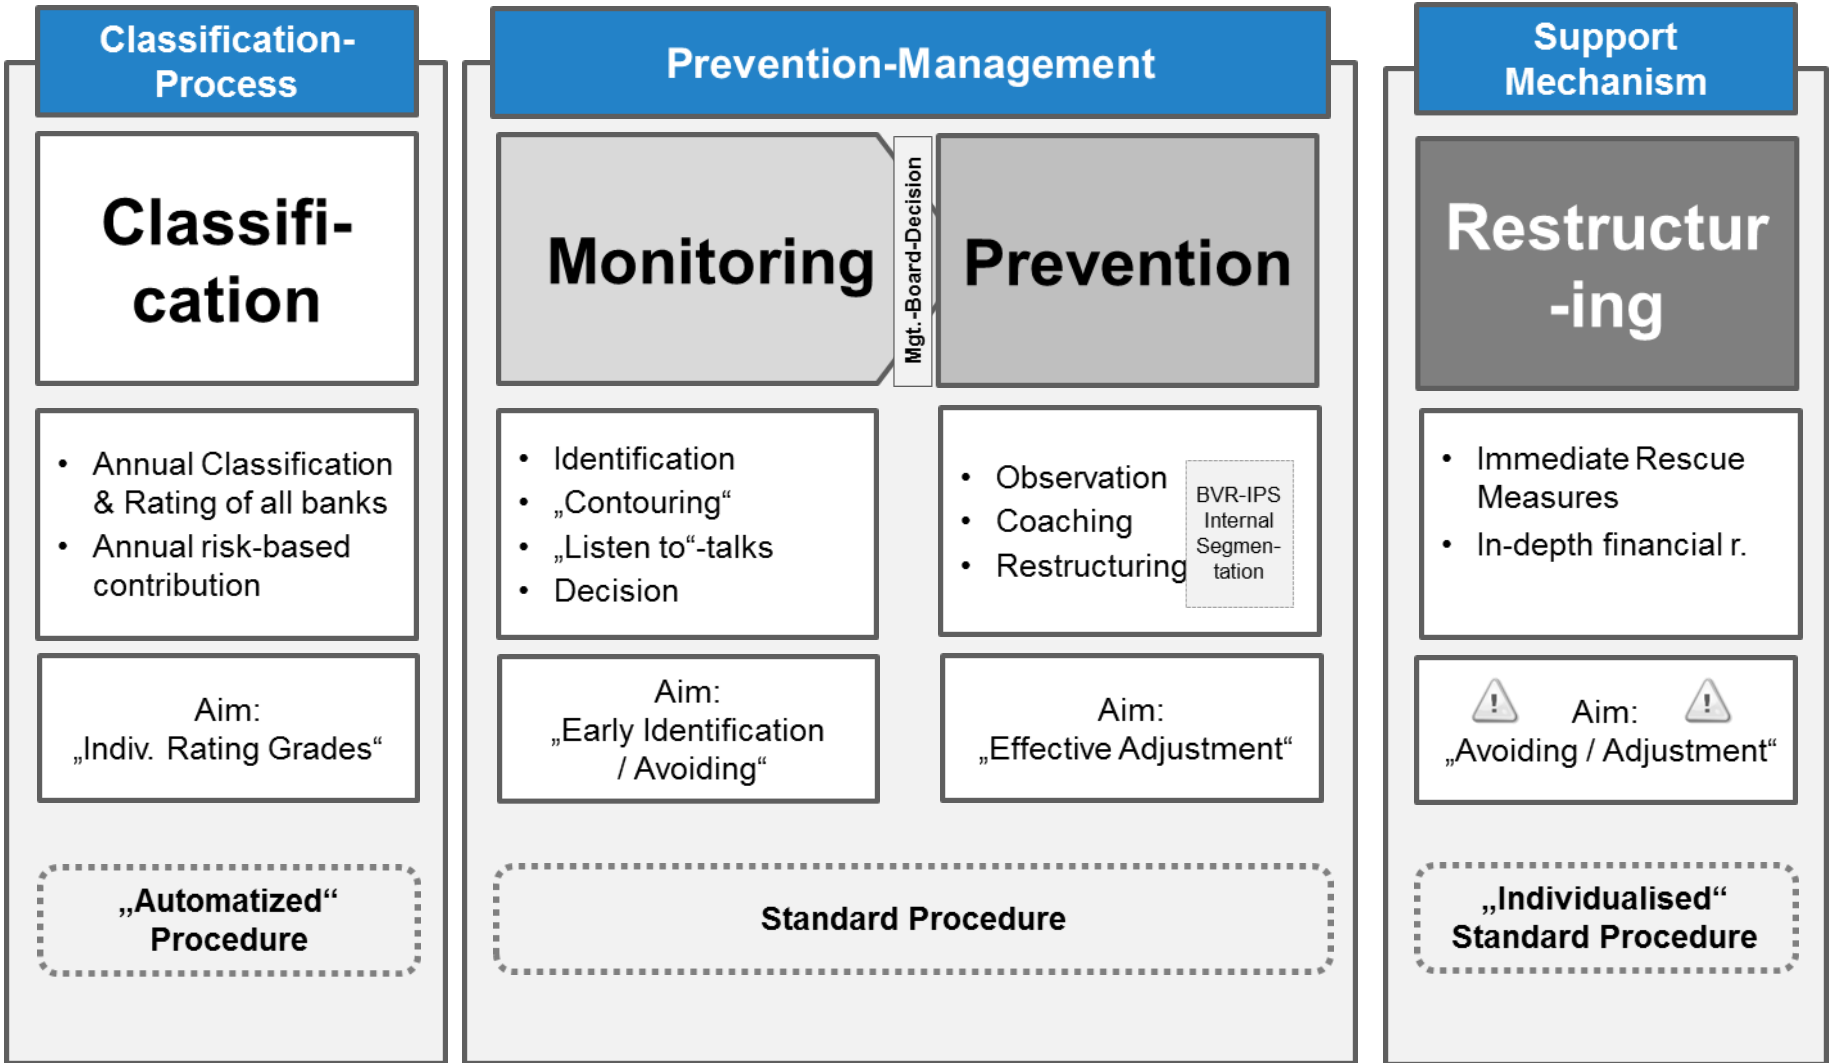 Classification-
Process
Classifi-
cation
• Annual Classification
& Rating of all banks
• Annual risk-based
contribution
Aim:
„Indiv. Rating Grades“
„Automatized“
Procedure
Prevention-Management
Monitoring
Mgt.-Board-Decision
Prevention
• Identification
• „Contouring“
• „Listen to“-talks
• Decision
• Observation
• Coaching
• Restructuring
BVR-IPS
Internal
Segmen-
tation
Aim:
„Early Identification
/ Avoiding“
Aim:
„Effective Adjustment“
Standard Procedure
Support
Mechanism
Restructur
-ing
• Immediate Rescue
Measures
• In-depth financial r.
Aim:
„Avoiding / Adjustment“
„Individualised“
Standard Procedure